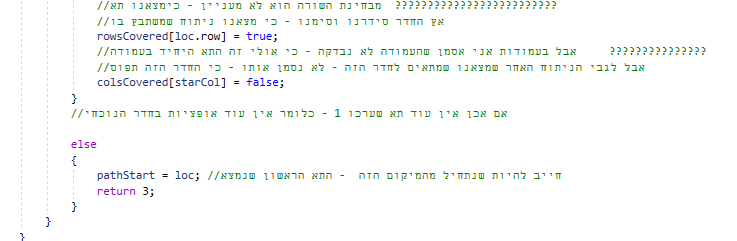 //מבחינת השורה הוא לא מעניין - כימצאנו תא ?????????????????????????
//אץ החדר סידרנו וסימנו - כי מצאנו ניתוח שמשתבץ בו
rowsCovered[loc.row] = true;
//אבל בעמודות אני אסמן שהעמודה לא נבדקה - כי אולי זה התא היחיד בעמודה ???????????????
//אבל לגבי הניתוח האחר שמצאנו שמתאים לחדר הזה - לא נסמן אותו - כי החדר הזה תפוס
colsCovered[starCol] = false;
}
//אם אכן אין עוד תא שערכו 1 - כלומר אין עוד אופציות בחדר הנוכחי
else
{
pathStart = loc; //חייב להיות שנתחיל מהמיקום הזה - התא הראשון שנמצא
return 3;
}
}
}